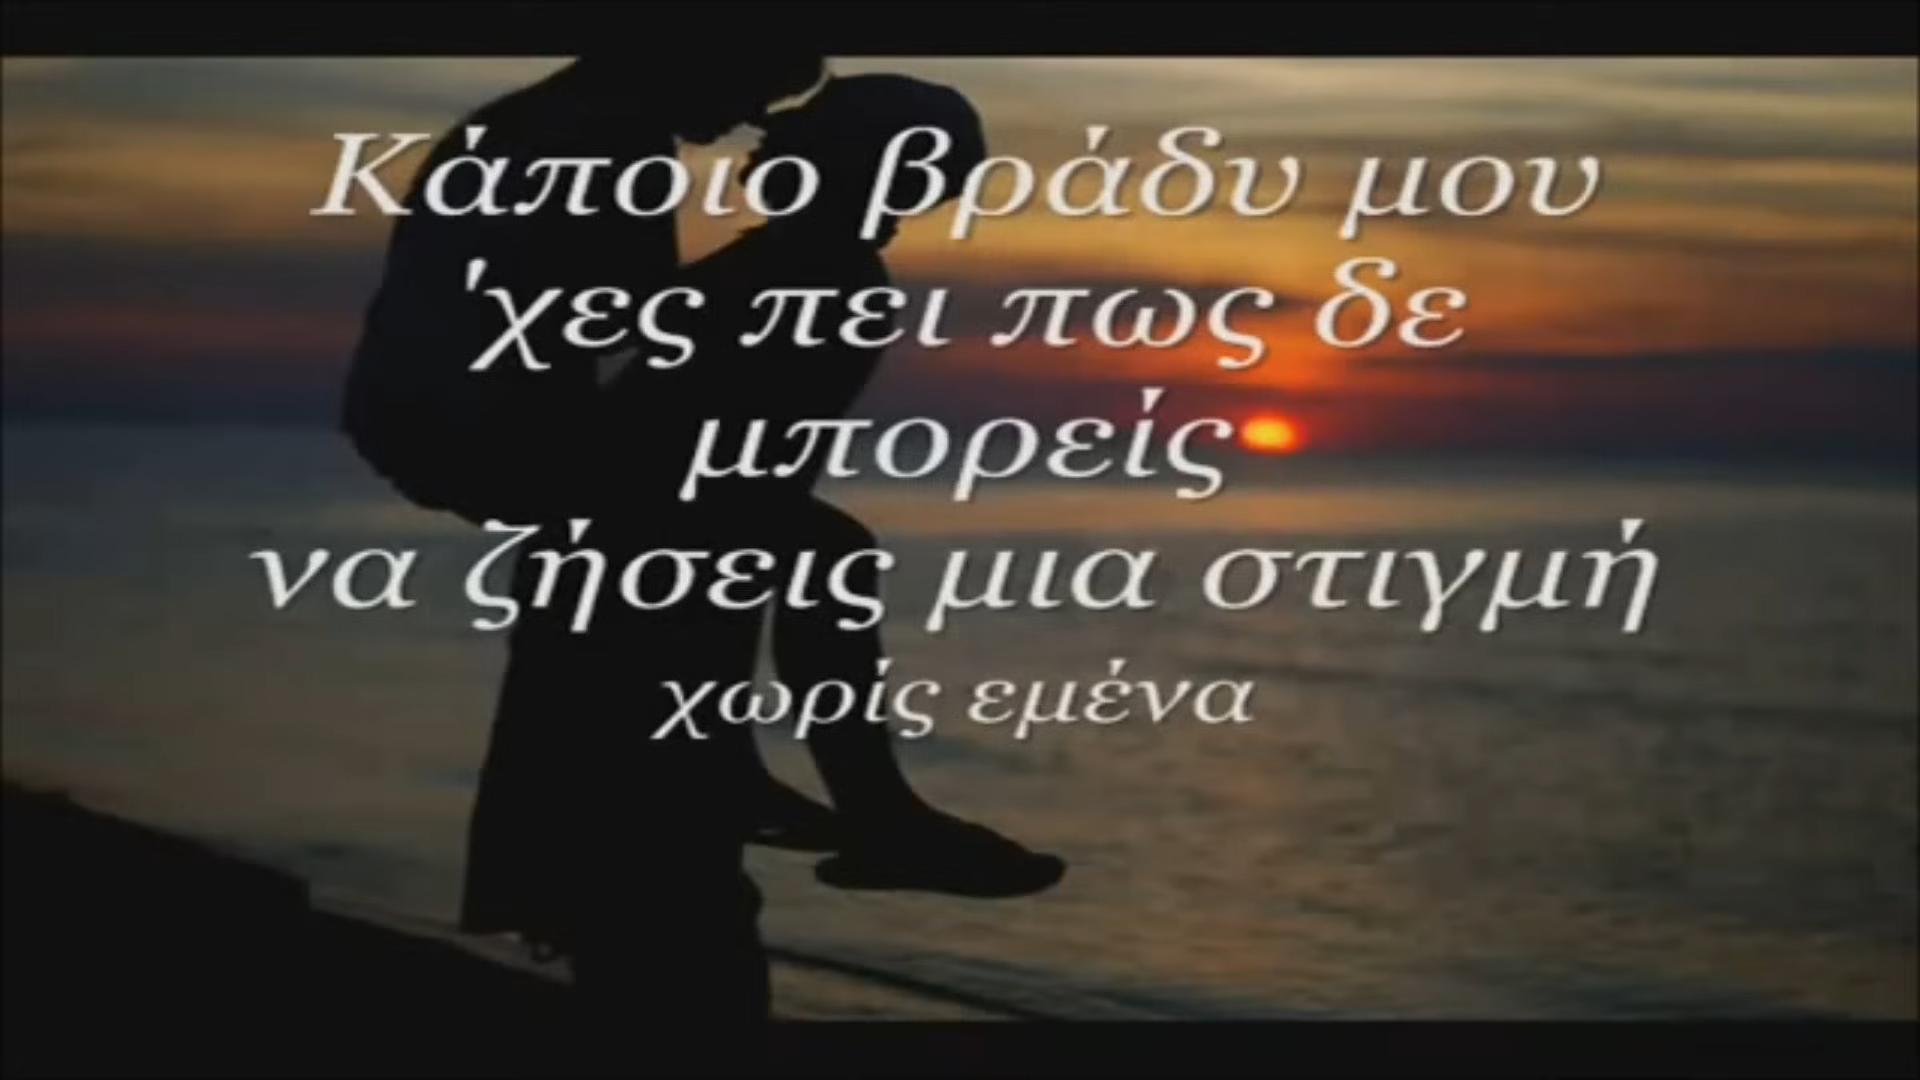 Κάποιο βράδυ μου
'χες πει πως δε
μπορείς
να ζήσεις μια στιγμή
χωρίς εμένα